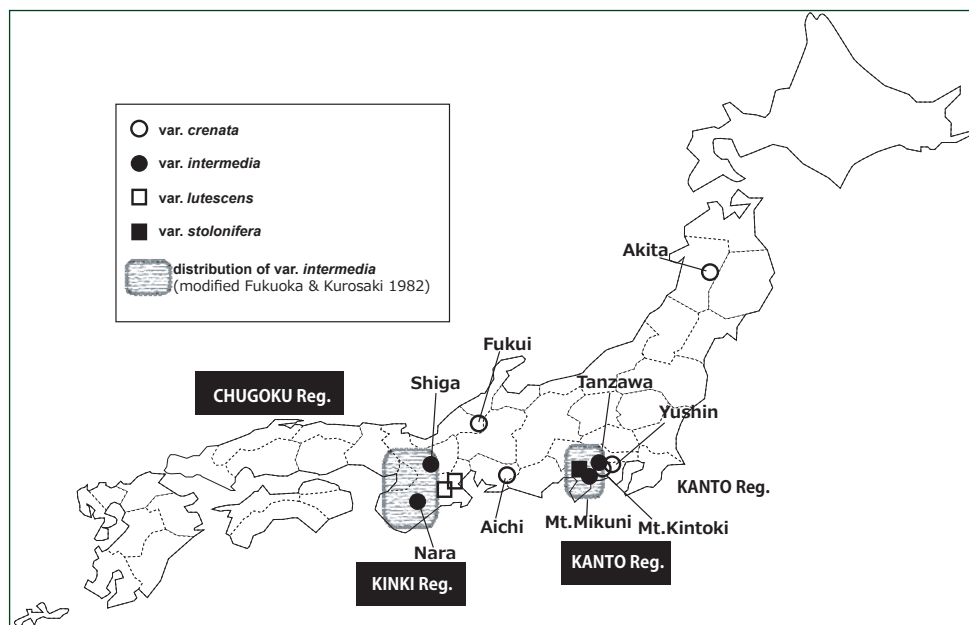 var. crenata
var. intermedia
var. lutescens
var. stolonifera
distribution of var. intermedia
(modified Fukuoka & Kurosaki 1982)
Akita
Fukui
Shiga
Tanzawa
CHUGOKU Reg.
Yushin
KANTO Reg.
Aichi
Mt.Mikuni
Mt.Kintoki
Nara
KANTO Reg.
KINKI Reg.